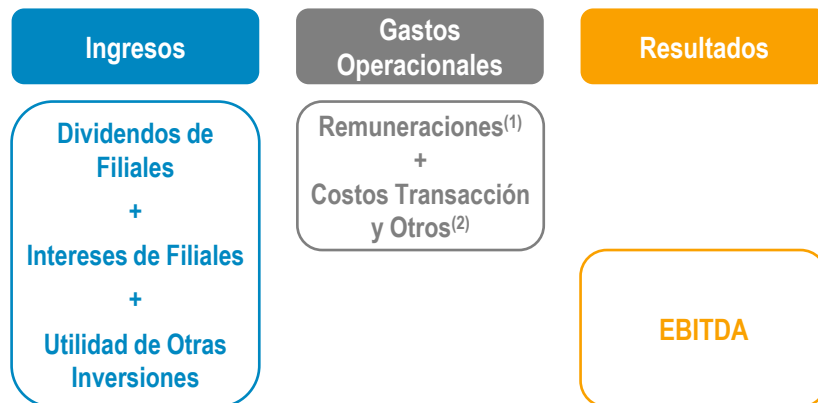 Ingresos
Dividendos de
Filiales
+
Intereses de Filiales
+
Utilidad de Otras
Inversiones
Gastos
Operacionales
Remuneraciones(1)
+
Costos Transacción
y Otros(2)
Resultados
EBITDA